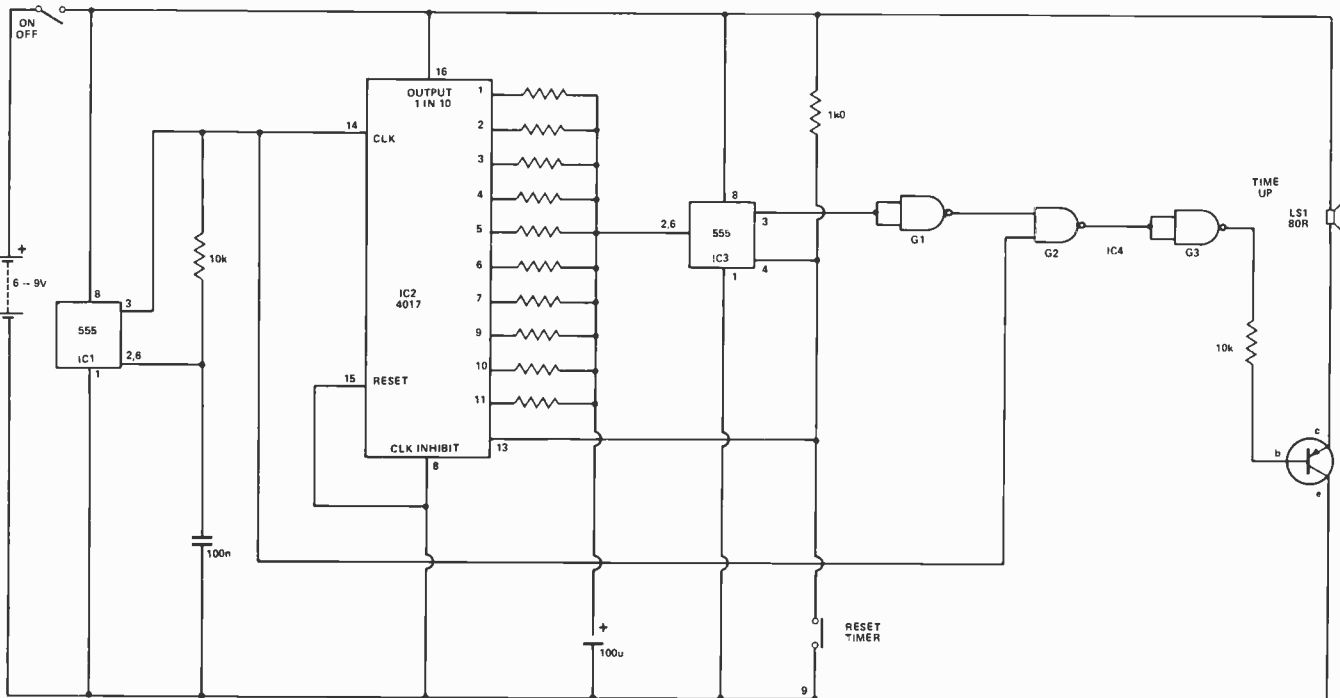 ON
OFF
+
6 – 9V
8
3
555
IC1
2,6
1
10k
100n
16
OUTPUT
1 IN 10
14
CLK
IC2
4017
15
RESET
CLK INHIBIT
8
13
1
2
3
4
5
6
7
9
10
11
+
100u
2,6
8
3
555
IC3
4
1
1k0
RESET
TIMER
9
G1
G2
IC4
G3
10k
TIME
UP
LS1
80R
c
b
e